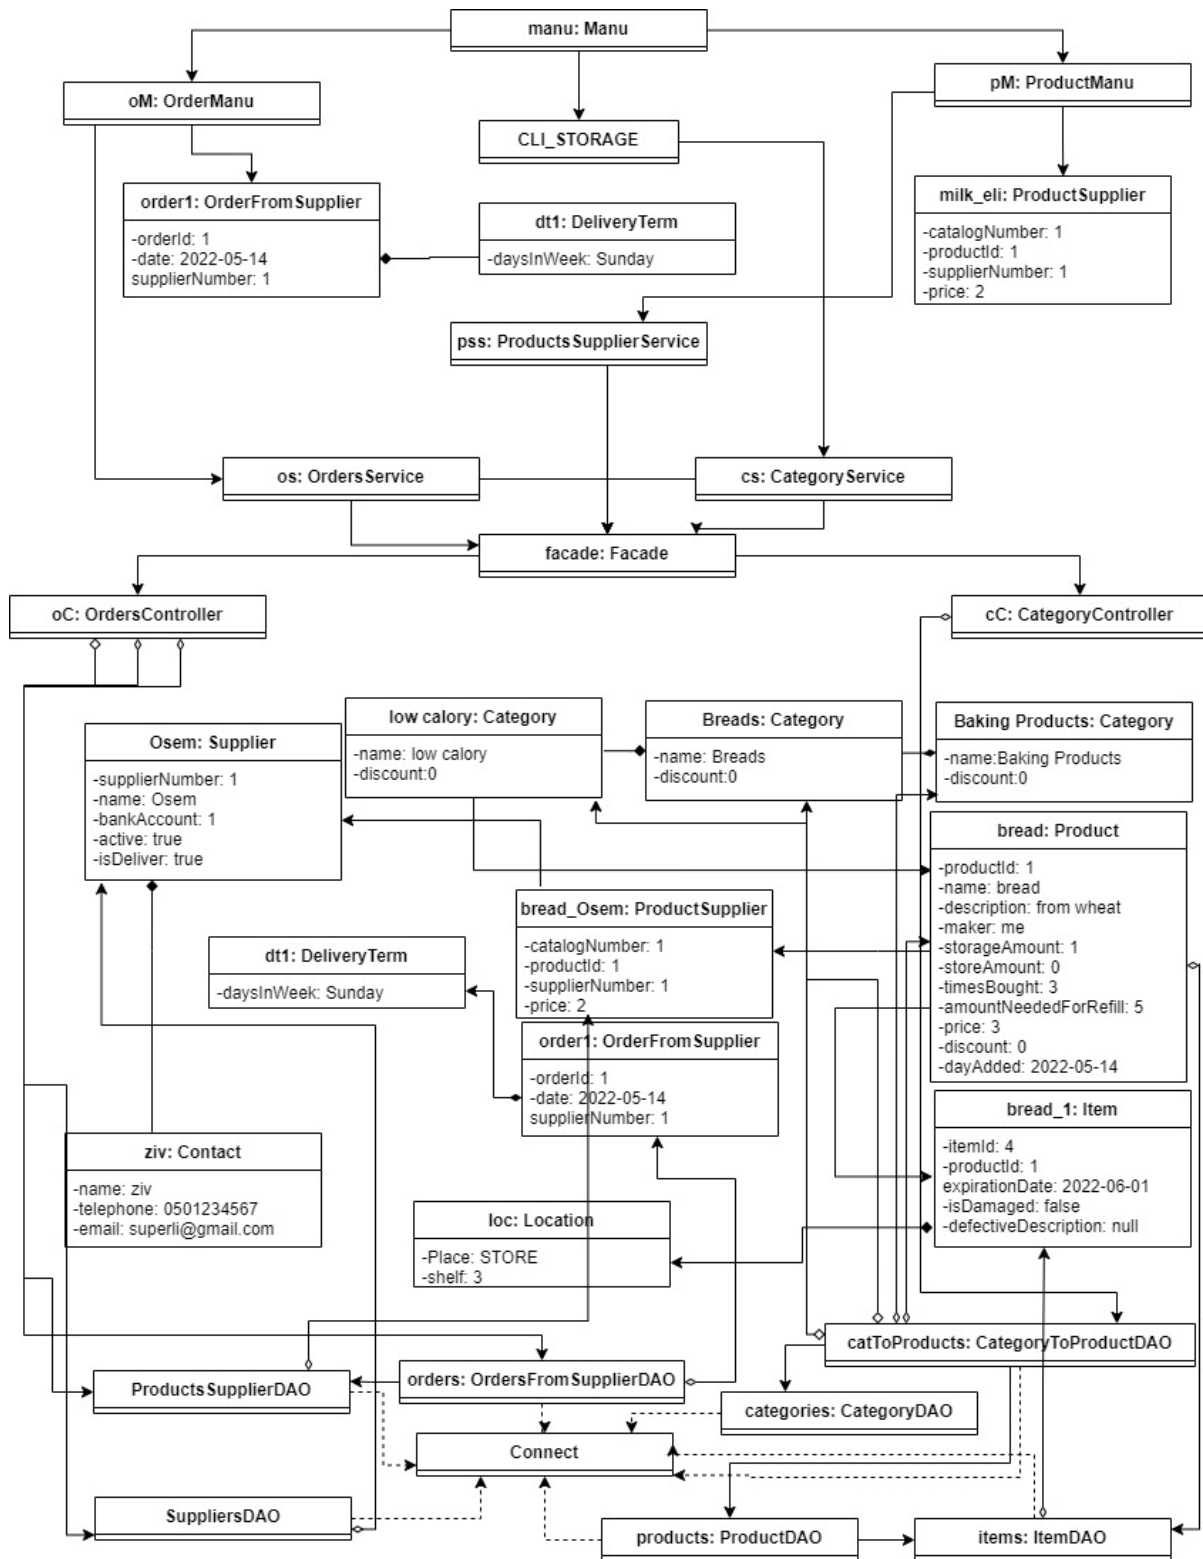 manu: Manu
oM: OrderManu
pM: ProductManu
CLI_STORAGE
order1: OrderFromSupplier
-orderId: 1
-date: 2022-05-14
supplierNumber: 1
dt1: DeliveryTerm
-daysInWeek: Sunday
milk_eli: ProductSupplier
-catalogNumber: 1
-productId: 1
-supplierNumber: 1
-price: 2
pss: ProductsSupplierService
os: OrdersService
cs: CategoryService
facade: Facade
oC: OrdersController
cC: CategoryController
low calory: Category
-name: low calory
-discount:0
Breads: Category
-name: Breads
-discount:0
Baking Products: Category
-name:Baking Products
-discount:0
Osem: Supplier
-supplierNumber: 1
-name: Osem
-bankAccount: 1
-active: true
-isDeliver: true
bread: Product
-productId: 1
-name: bread
-description: from wheat
-maker: me
-storageAmount: 1
-storeAmount: 0
-timesBought: 3
-amountNeededForRefill: 5
-price: 3
-discount: 0
-dayAdded: 2022-05-14
bread_Osem: ProductSupplier
-catalogNumber: 1
-productId: 1
-supplierNumber: 1
-price: 2
dt1: DeliveryTerm
-daysInWeek: Sunday
order1: OrderFromSupplier
-orderId: 1
-date: 2022-05-14
supplierNumber: 1
bread_1: Item
-itemId: 4
-productId: 1
expirationDate: 2022-06-01
-isDamaged: false
-defectiveDescription: null
ziv: Contact
-name: ziv
-telephone: 0501234567
-email: superli@gmail.com
loc: Location
-Place: STORE
-shelf: 3
catToProducts: CategoryToProductDAO
ProductsSupplierDAO
orders: OrdersFromSupplierDAO
categories: CategoryDAO
Connect
SuppliersDAO
products: ProductDAO
items: ItemDAO